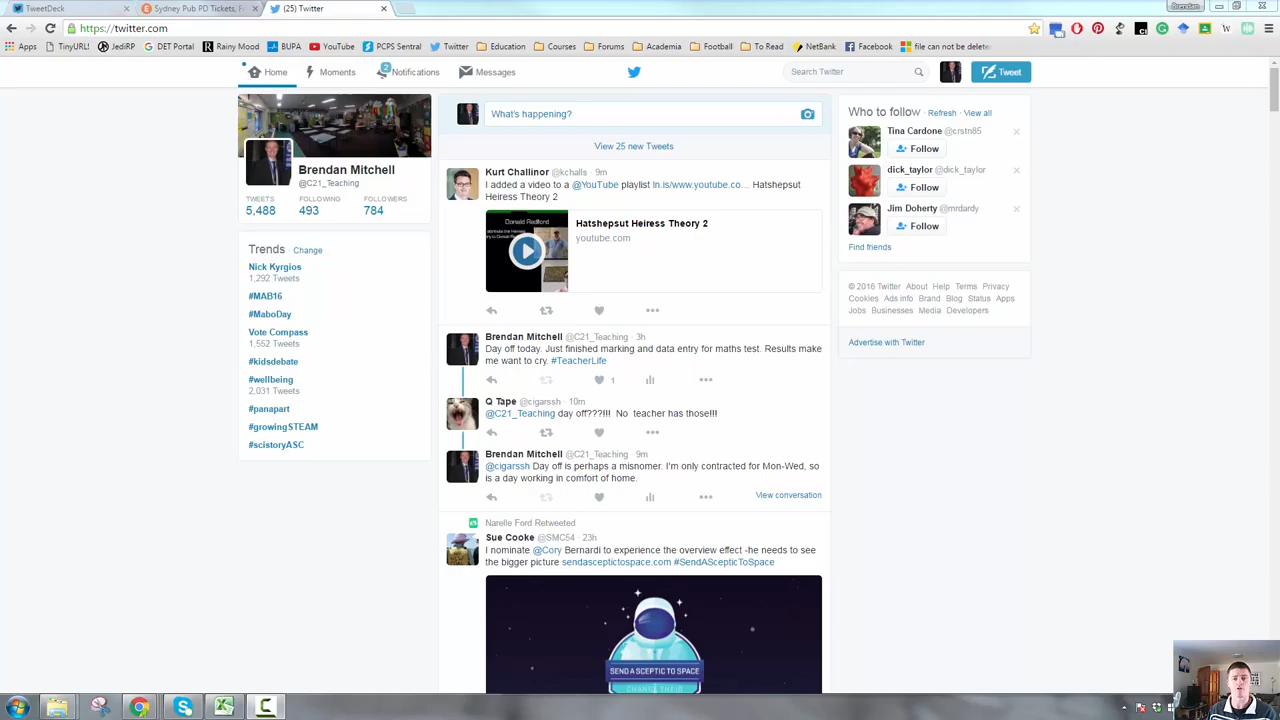 TweetDeck
Sydney Pub PD Tickets, F
(25) Twitter
Brendan
https://twitter.com
Apps
TinyURL!
JediRP
DET Portal
Rainy Mood
BUPA
YouTube
PCPS Sentral
Twitter
Education
Courses
Forums
Academia
Football
To Read
NetBank
Facebook
file can not be delete
Home
Moments
2
Notifications
Messages
Search Twitter
Tweet
Brendan Mitchell
@C21_Teaching
TWEETS FOLLOWING FOLLOWERS
5,488 493 784
Trends · Change
Nick Kyrgios
1,292 Tweets
#MAB16
#MaboDay
Vote Compass
1,552 Tweets
#kidsdebate
#wellbeing
2,031 Tweets
#panapart
#growingSTEAM
#scistoryASC
What's happening?
View 25 new Tweets
Kurt Challinor @kchalls · 9m
I added a video to a @YouTube playlist ln.is/www.youtube.co… Hatshepsut
Heiress Theory 2
Donald Redford
Hatshepsut Heiress Theory 2
youtube.com
Brendan Mitchell @C21_Teaching · 3h
Day off today. Just finished marking and data entry for maths test. Results make
me want to cry. #TeacherLife
1
Q Tape @cigarssh · 10m
@C21_Teaching day off???!!! No teacher has those!!!
Brendan Mitchell @C21_Teaching · 9m
@cigarssh Day off is perhaps a misnomer. I'm only contracted for Mon-Wed, so
is a day working in comfort of home.
View conversation
Narelle Ford Retweeted
Sue Cooke @SMC54 · 23h
I nominate @Cory Bernardi to experience the overview effect -he needs to see
the bigger picture sendasceptictospace.com #SendAScepticToSpace
SEND A SCEPTIC TO SPACE
CHANGE THEIR
Who to follow · Refresh · View all
Tina Cardone @crstn85
Follow
dick_taylor @dick_taylor
Follow
Jim Doherty @mrdardy
Follow
Find friends
© 2016 Twitter About Help Terms Privacy
Cookies Ads info Brand Blog Status Apps
Jobs Businesses Media Developers
Advertise with Twitter